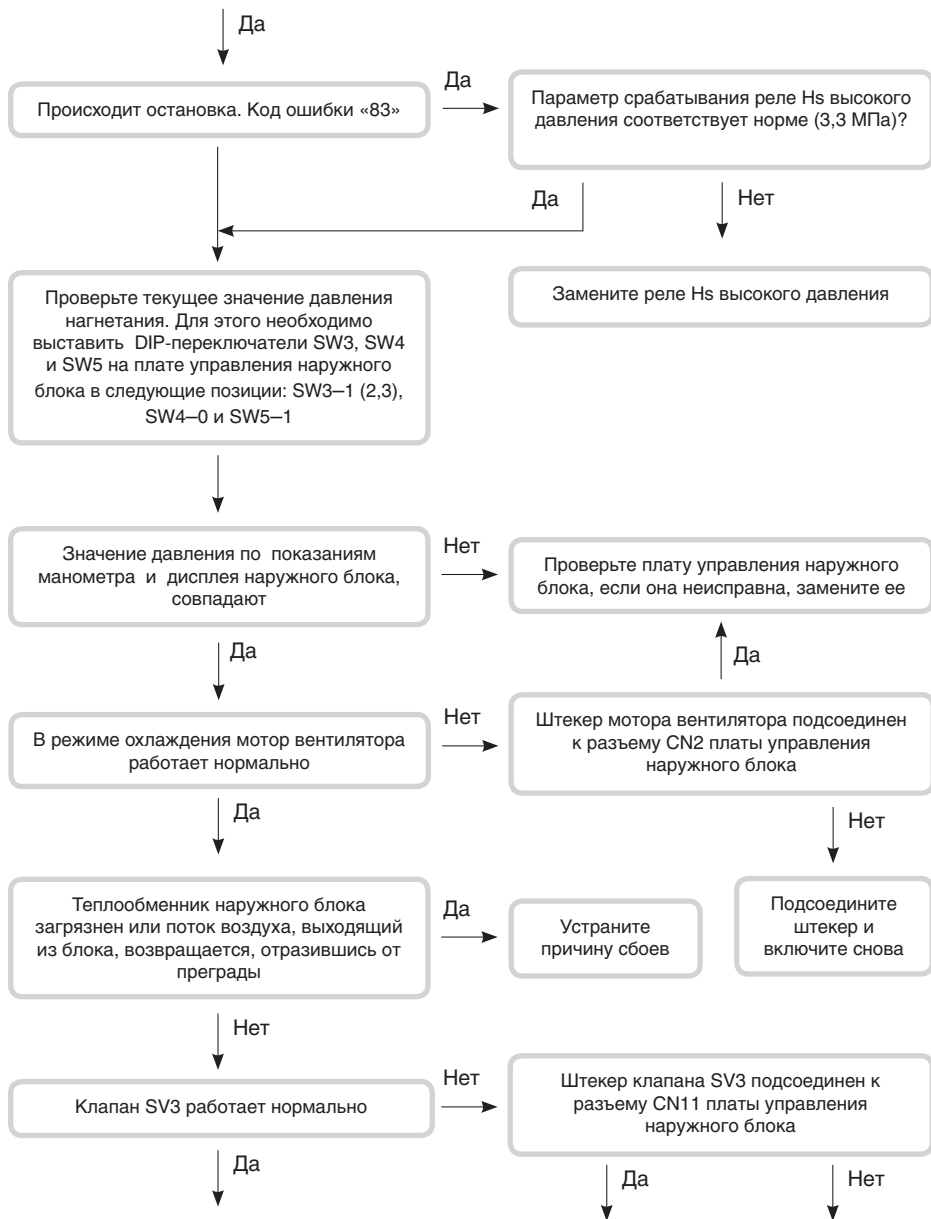 Да
Происходит остановка. Код ошибки «83»
Да
Параметр срабатывания реле Hs высокого
давления соответствует норме (3,3 МПа)?
Да
Нет
Проверьте текущее значение давления
нагнетания. Для этого необходимо
выставить DIP-переключатели SW3, SW4
и SW5 на плате управления наружного
блока в следующие позиции: SW3–1 (2,3),
SW4–0 и SW5–1
Замените реле Hs высокого давления
Значение давления по показаниям
манометра и дисплея наружного блока,
совпадают
Нет
Проверьте плату управления наружного
блока, если она неисправна, замените ее
Да
Да
В режиме охлаждения мотор вентилятора
работает нормально
Нет
Штекер мотора вентилятора подсоединен
к разъему CN2 платы управления
наружного блока
Да
Нет
Теплообменник наружного блока
загрязнен или поток воздуха, выходящий
из блока, возвращается, отразившись от
преграды
Да
Устраните
причину сбоев
Подсоедините
штекер и
включите снова
Нет
Клапан SV3 работает нормально
Нет
Штекер клапана SV3 подсоединен к
разъему CN11 платы управления
наружного блока
Да
Да
Нет